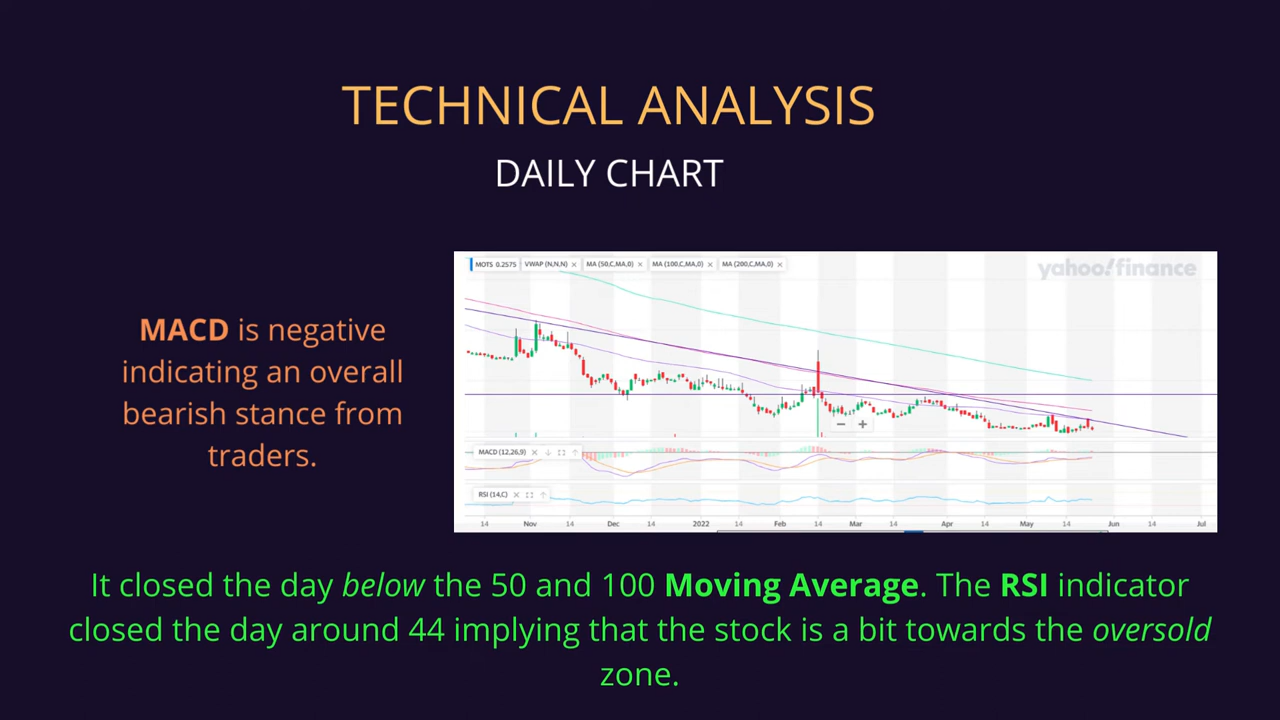 TECHNICAL ANALYSIS
DAILY CHART
MACD is negative
indicating an overall
bearish stance from
traders.
MOTS 0.2575 VWAP (N,N,N) × MA (50,C,MA,0) × MA (100,C,MA,0) × MA (200,C,MA,0) ×
yahoo!finance
MACD (12,26,9) ×
RSI (14,C) ×
14 Nov 14 Dec 14 2022 14 Feb 14 Mar 14 Apr 14 May 14 Jun 14 Jul
It closed the day below the 50 and 100 Moving Average. The RSI indicator
closed the day around 44 implying that the stock is a bit towards the oversold
zone.